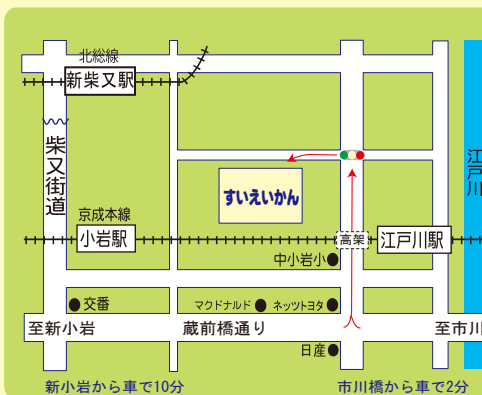 北総線
新柴又駅
柴又街道
江戸川
すいえいかん
京成本線
小岩駅
高架
江戸川駅
中小岩小
交番
マクドナルド
ネッツトヨタ
至新小岩
蔵前橋通り
至市川
日産
新小岩から車で10分
市川橋から車で2分